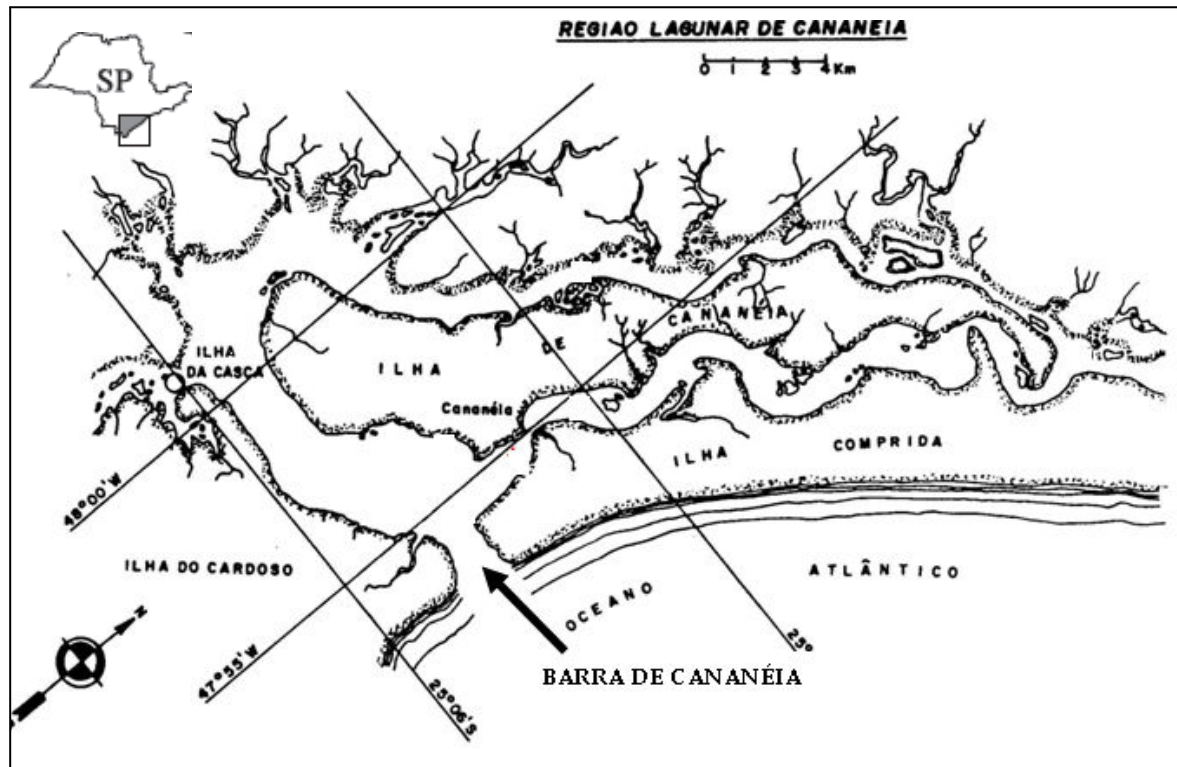 REGIAO LAGUNAR DE CANANEIA
0 1 2 3 4 Km
SP
ILHA
DA CASCA
ILHA
DE
CANANEIA
Cananéia
ILHA
COMPRIDA
48°00'W
ILHA DO CARDOSO
OCEANO
ATLÂNTICO
N
47°55'W
25°06'S
25°
BARRA DE CANANÉIA